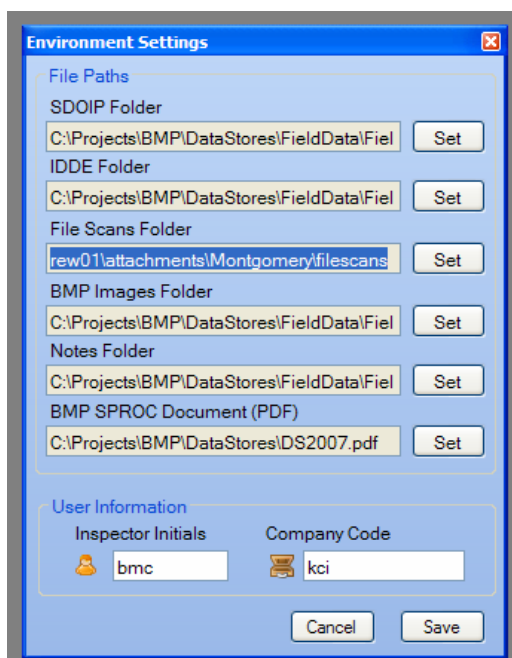 Environment Settings
File Paths
SDOIP Folder
C:\Projects\BMP\DataStores\FieldData\Fiel Set
IDDE Folder
C:\Projects\BMP\DataStores\FieldData\Fiel Set
File Scans Folder
rew01\attachments\Montgomery\filescans Set
BMP Images Folder
C:\Projects\BMP\DataStores\FieldData\Fiel Set
Notes Folder
C:\Projects\BMP\DataStores\FieldData\Fiel Set
BMP SPROC Document (PDF)
C:\Projects\BMP\DataStores\DS2007.pdf Set
User Information
Inspector Initials Company Code
bmc kci
Cancel Save